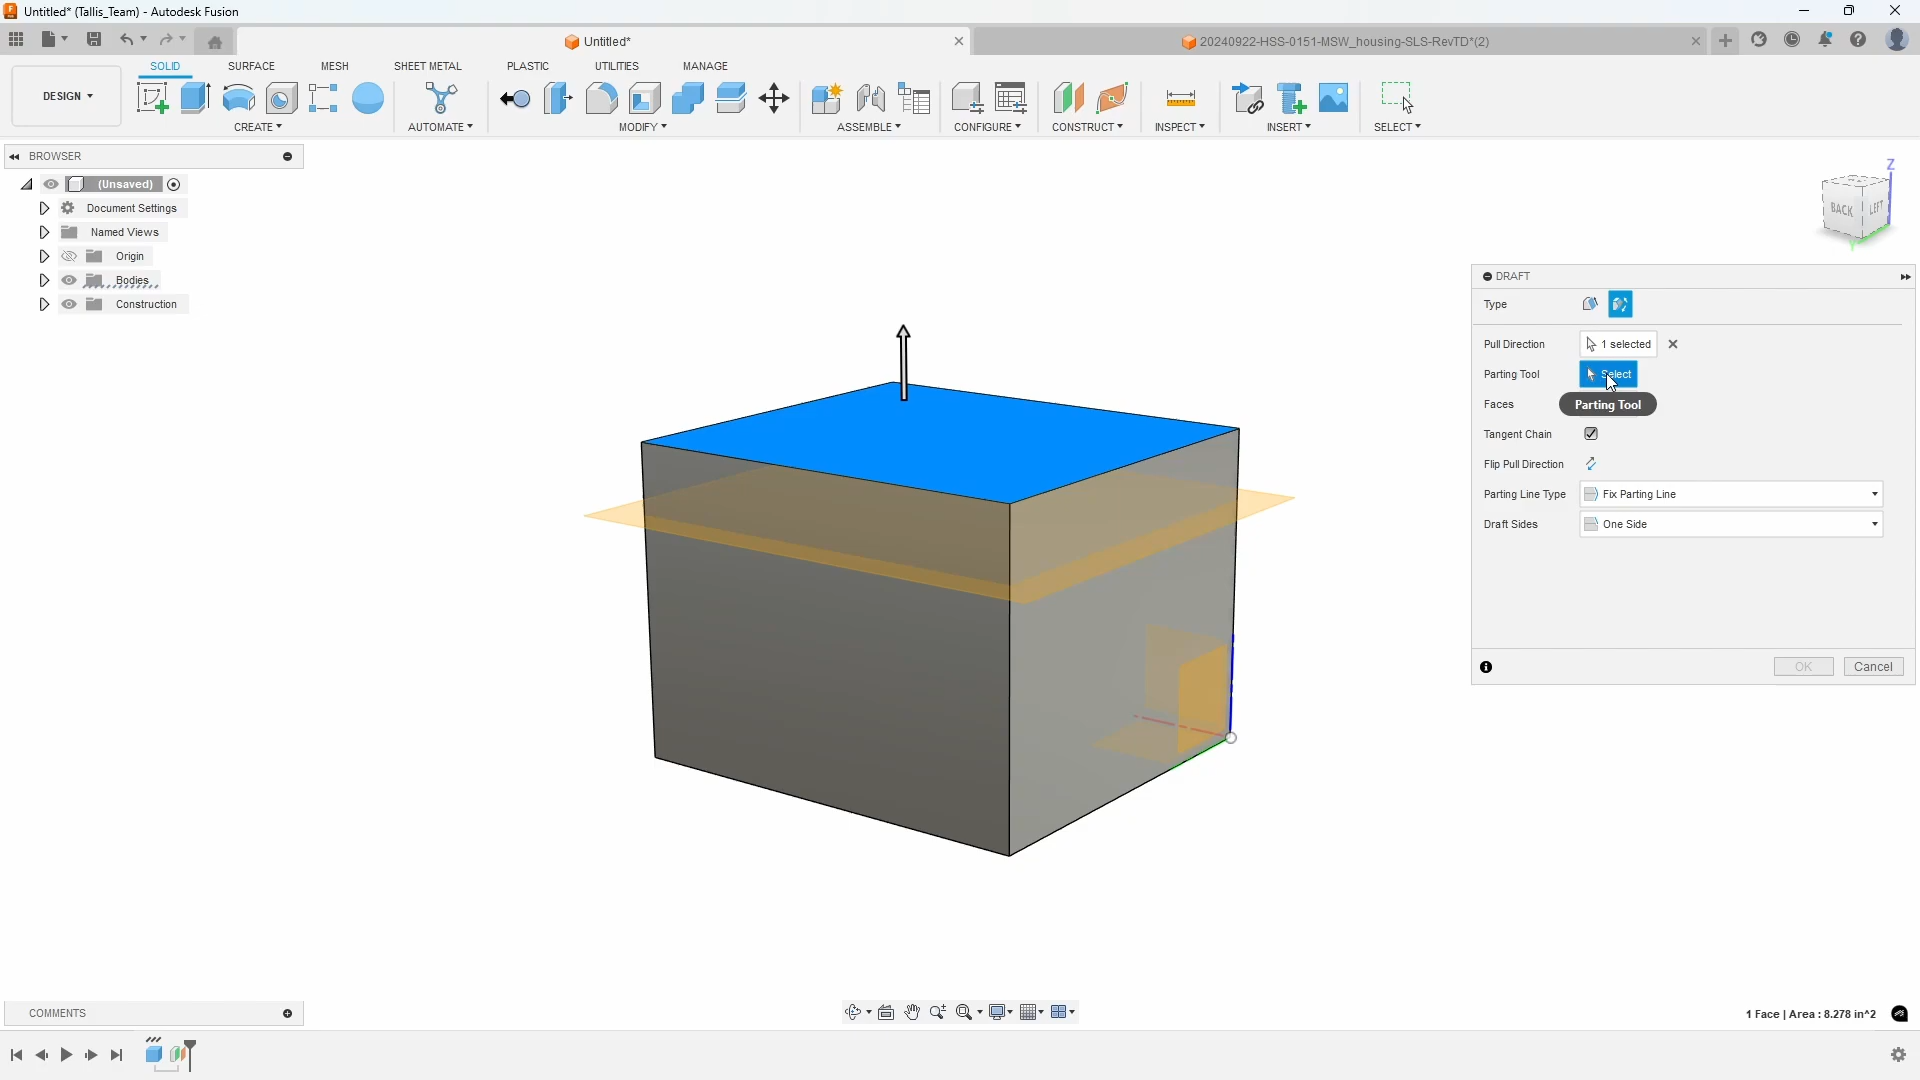 Untitled* (Tallis_Team) - Autodesk Fusion
Untitled*
20240922-HSS-0151-MSW_housing-SLS-RevTD*(2)
DESIGN
SOLID
SURFACE
MESH
SHEET METAL
PLASTIC
UTILITIES
MANAGE
CREATE
AUTOMATE
MODIFY
ASSEMBLE
CONFIGURE
CONSTRUCT
INSPECT
INSERT
SELECT
BROWSER
(Unsaved)
Document Settings
Named Views
Origin
Bodies
Construction
Z
BACK
LEFT
DRAFT
Type
Pull Direction
1 selected
Parting Tool
Select
Faces
Parting Tool
Tangent Chain
Flip Pull Direction
Parting Line Type
Fix Parting Line
Draft Sides
One Side
OK
Cancel
COMMENTS
1 Face | Area : 8.278 in^2